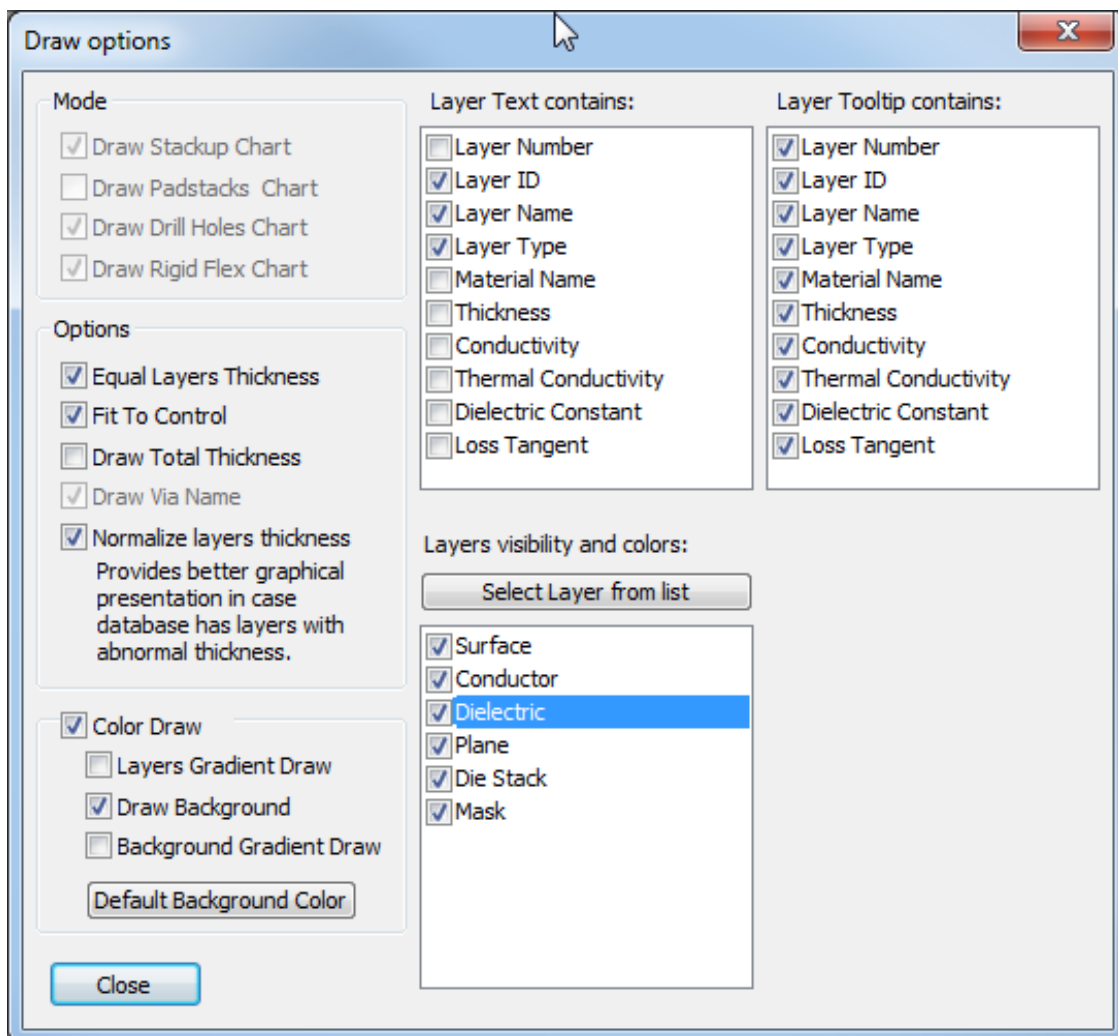 Draw options
Mode
Draw Stackup Chart
Draw Padstacks  Chart
Draw Drill Holes Chart
Draw Rigid Flex Chart
Options
Equal Layers Thickness
Fit To Control
Draw Total Thickness
Draw Via Name
Normalize layers thickness
Provides better graphical
presentation in case
database has layers with
abnormal thickness.
Color Draw
Layers Gradient Draw
Draw Background
Background Gradient Draw
Default Background Color
Close
Layer Text contains:
Layer Number
Layer ID
Layer Name
Layer Type
Material Name
Thickness
Conductivity
Thermal Conductivity
Dielectric Constant
Loss Tangent
Layer Tooltip contains:
Layer Number
Layer ID
Layer Name
Layer Type
Material Name
Thickness
Conductivity
Thermal Conductivity
Dielectric Constant
Loss Tangent
Layers visibility and colors:
Select Layer from list
Surface
Conductor
Dielectric
Plane
Die Stack
Mask